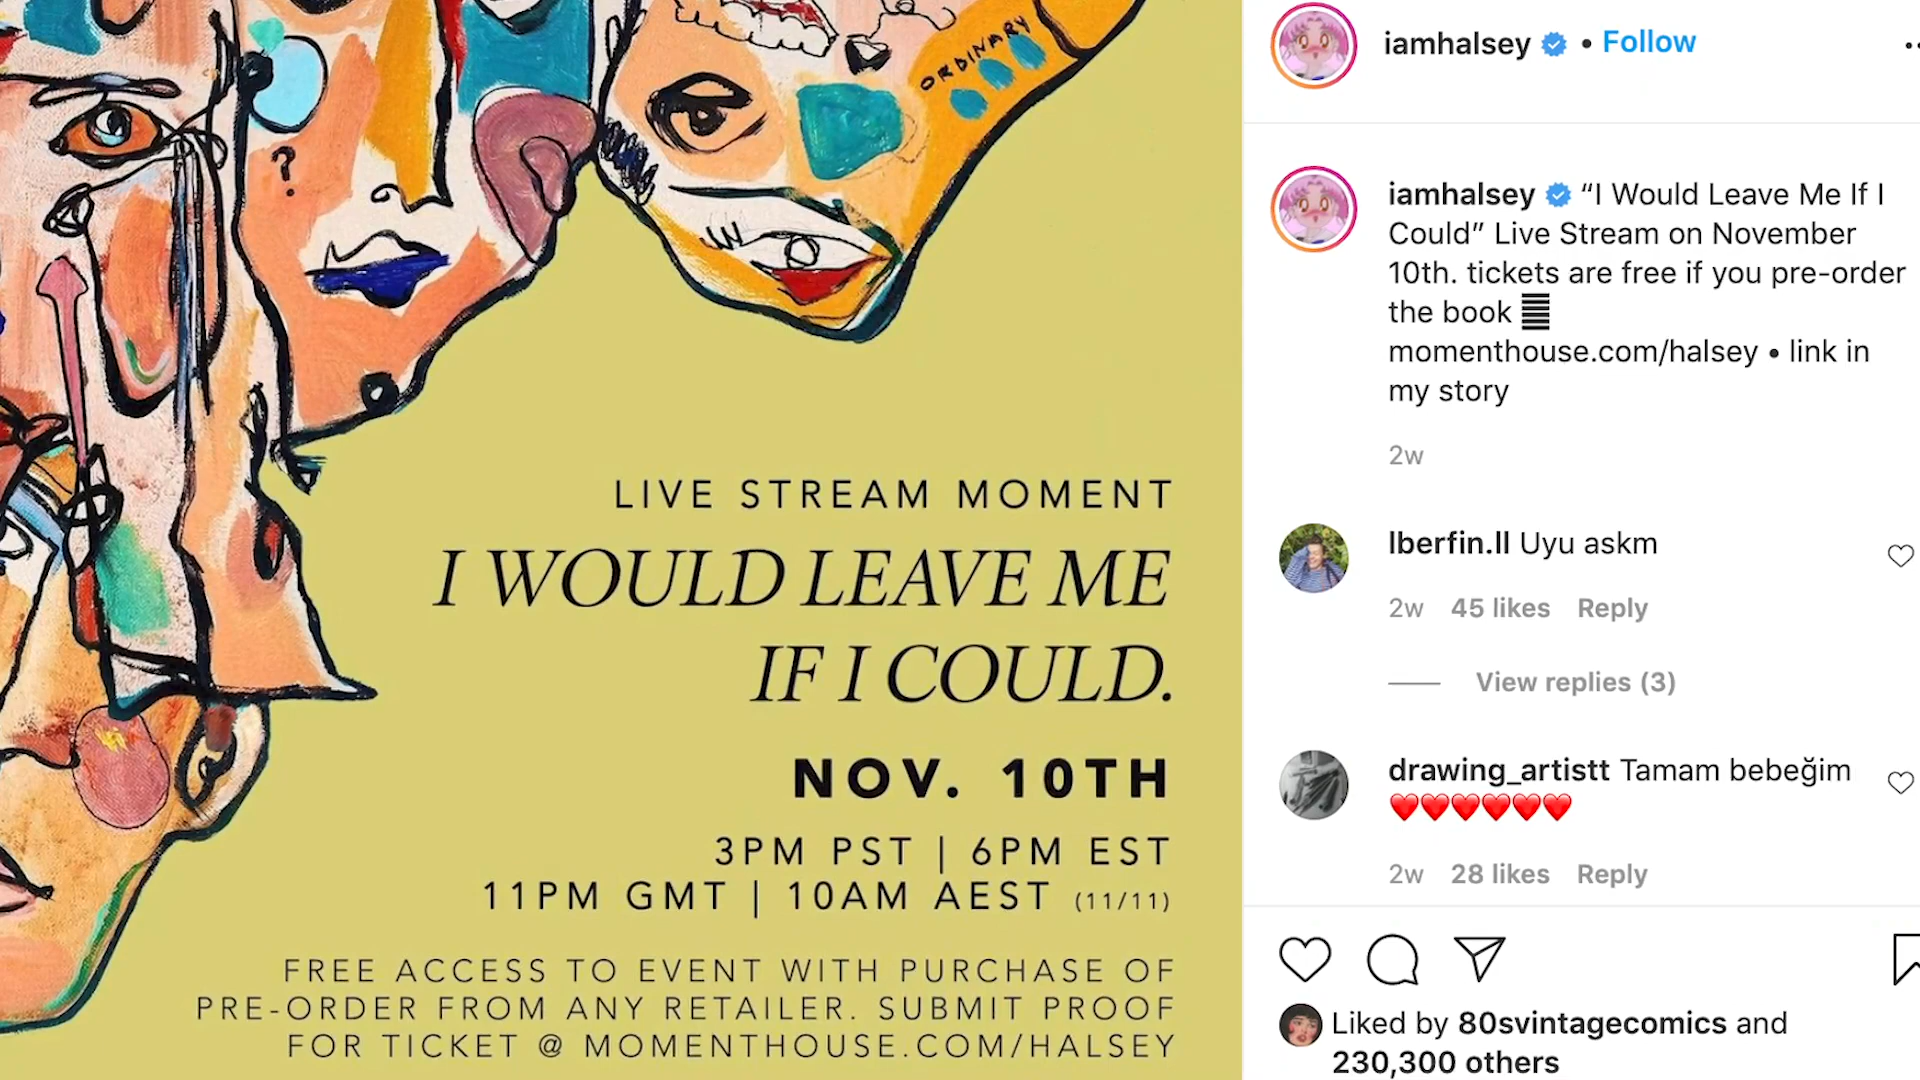 ORDINARY
?
LIVE STREAM MOMENT
I WOULD LEAVE ME
IF I COULD.
NOV. 10TH
3PM PST | 6PM EST
11PM GMT | 10AM AEST (11/11)
FREE ACCESS TO EVENT WITH PURCHASE OF
PRE-ORDER FROM ANY RETAILER. SUBMIT PROOF
FOR TICKET @ MOMENTHOUSE.COM/HALSEY
iamhalsey • Follow
iamhalsey “I Would Leave Me If I
Could” Live Stream on November
10th. tickets are free if you pre-order
the book
momenthouse.com/halsey • link in
my story
2w
lberfin.ll Uyu askm
2w 45 likes Reply
View replies (3)
drawing_artistt Tamam bebeğim
❤️❤️❤️❤️❤️❤️
2w 28 likes Reply
Liked by 80svintagecomics and
230,300 others